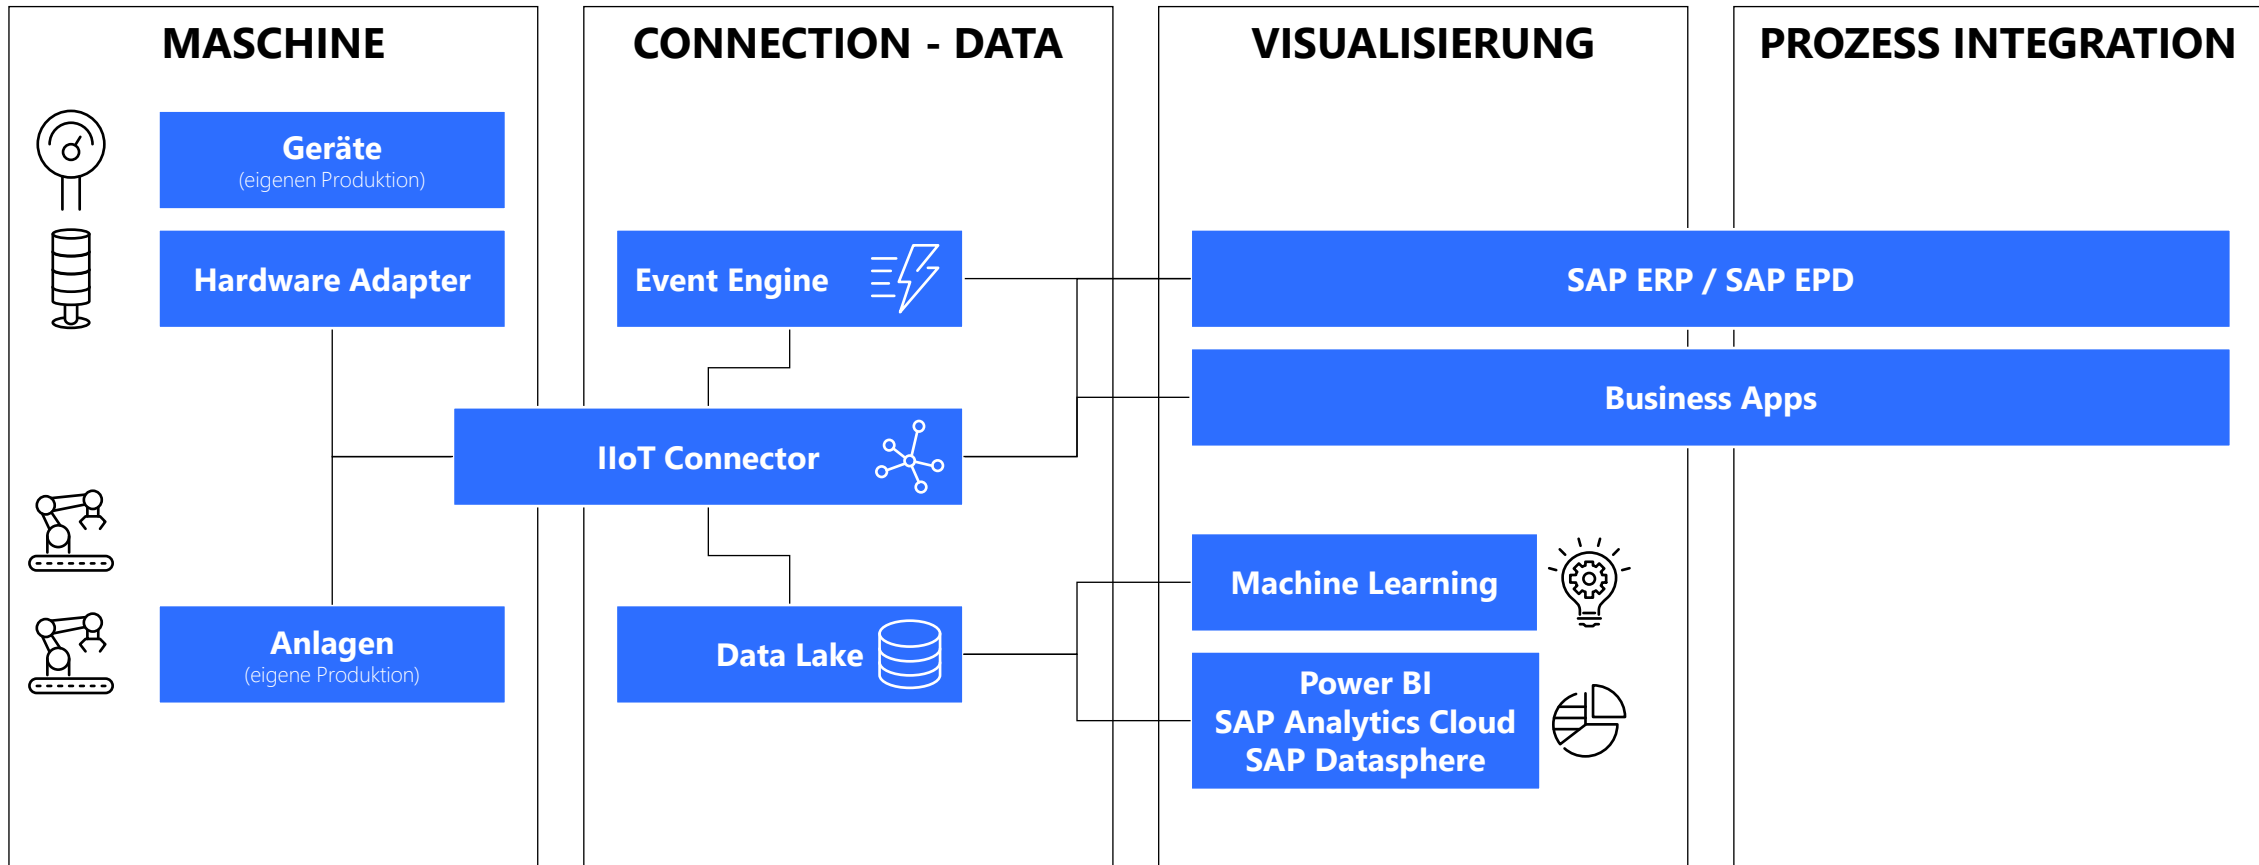 MASCHINE
CONNECTION - DATA
VISUALISIERUNG
PROZESS INTEGRATION
Geräte
(eigenen Produktion)
Hardware Adapter
Event Engine
SAP ERP / SAP EPD
Business Apps
IIoT Connector
Machine Learning
Anlagen
(eigene Produktion)
Data Lake
Power BI
SAP Analytics Cloud
SAP Datasphere